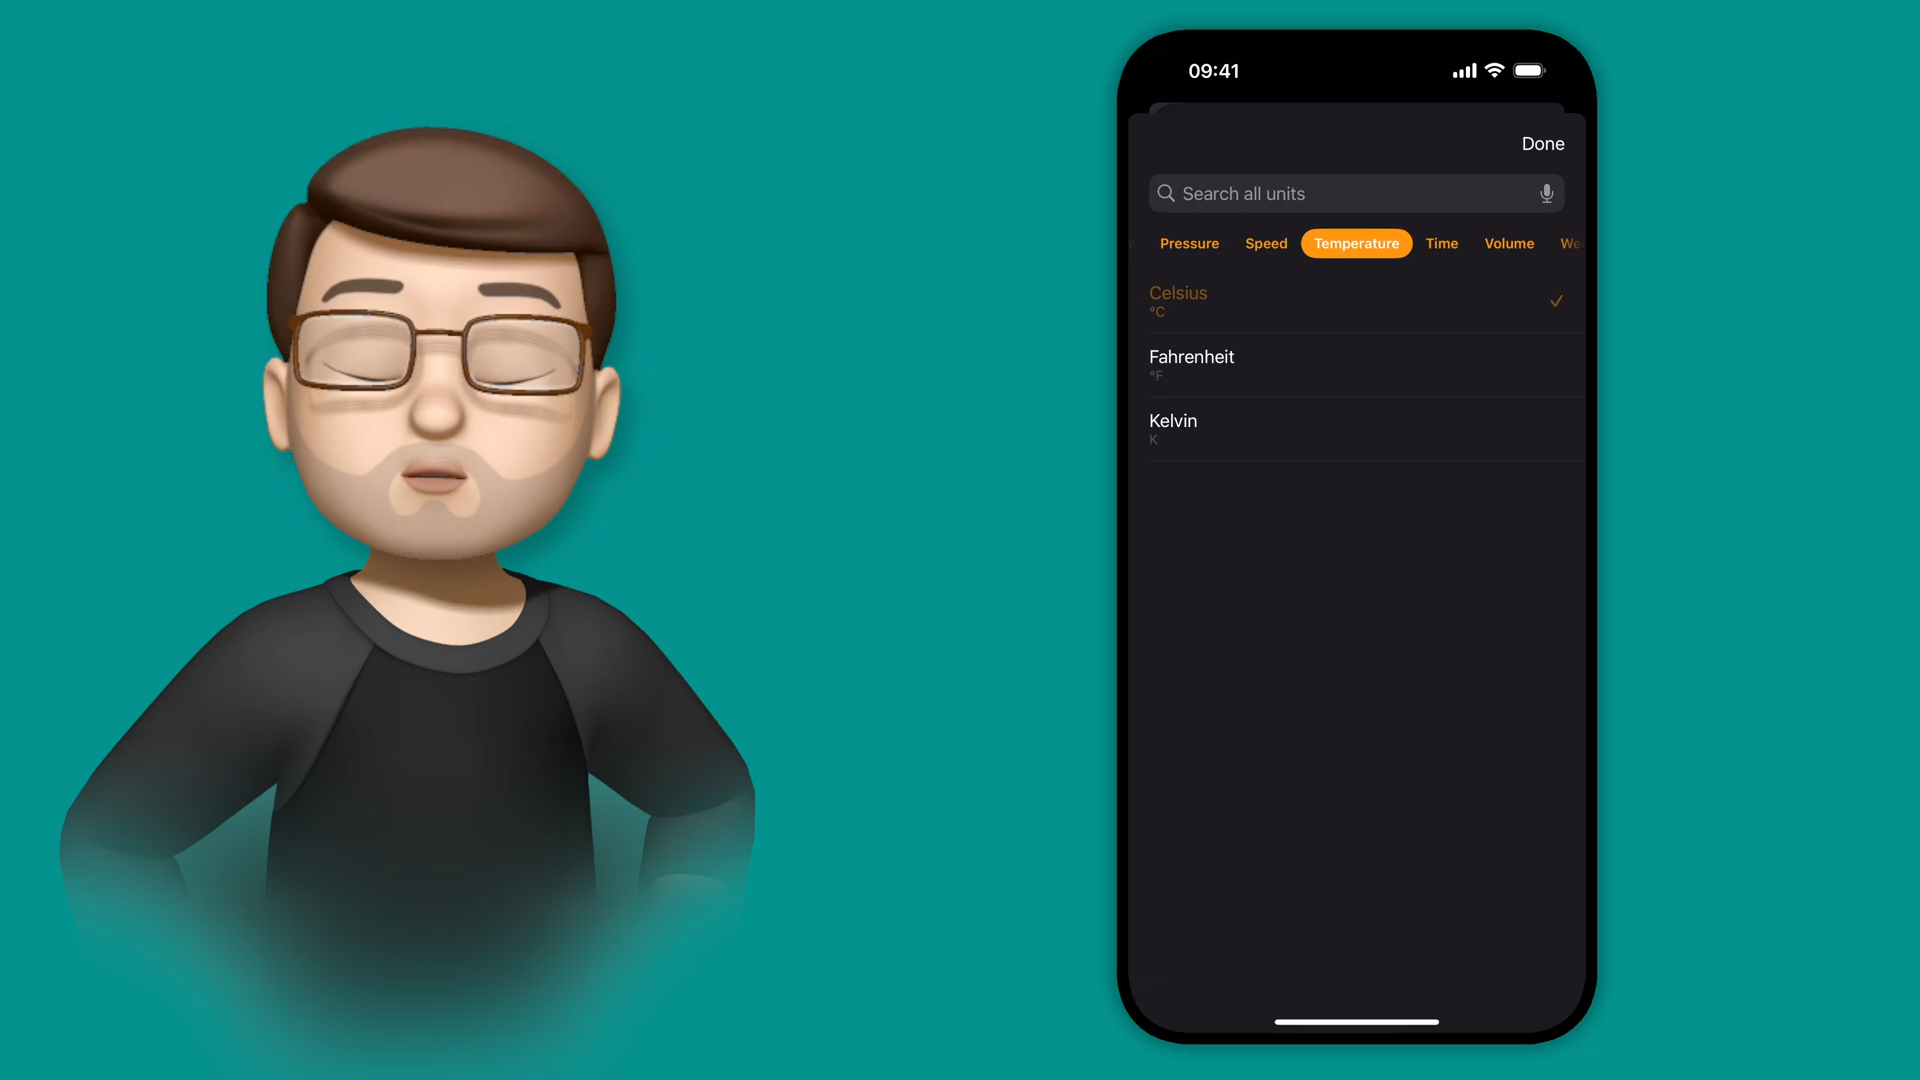 09:41
Done
Search all units
Pressure Speed Temperature Time Volume
Celsius
°C
Fahrenheit
°F
Kelvin
K